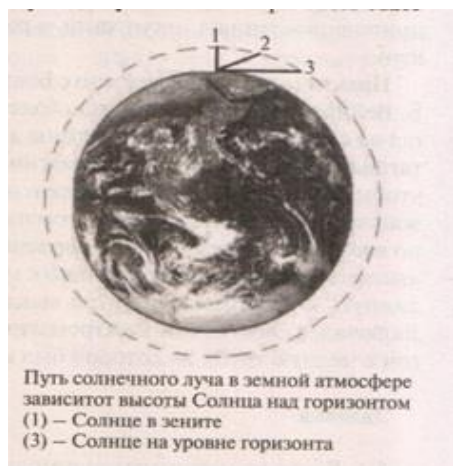 1
2
3
Путь солнечного луча в земной атмосфере
зависитот высоты Солнца над горизонтом
(1) – Солнце в зените
(3) – Солнце на уровне горизонта